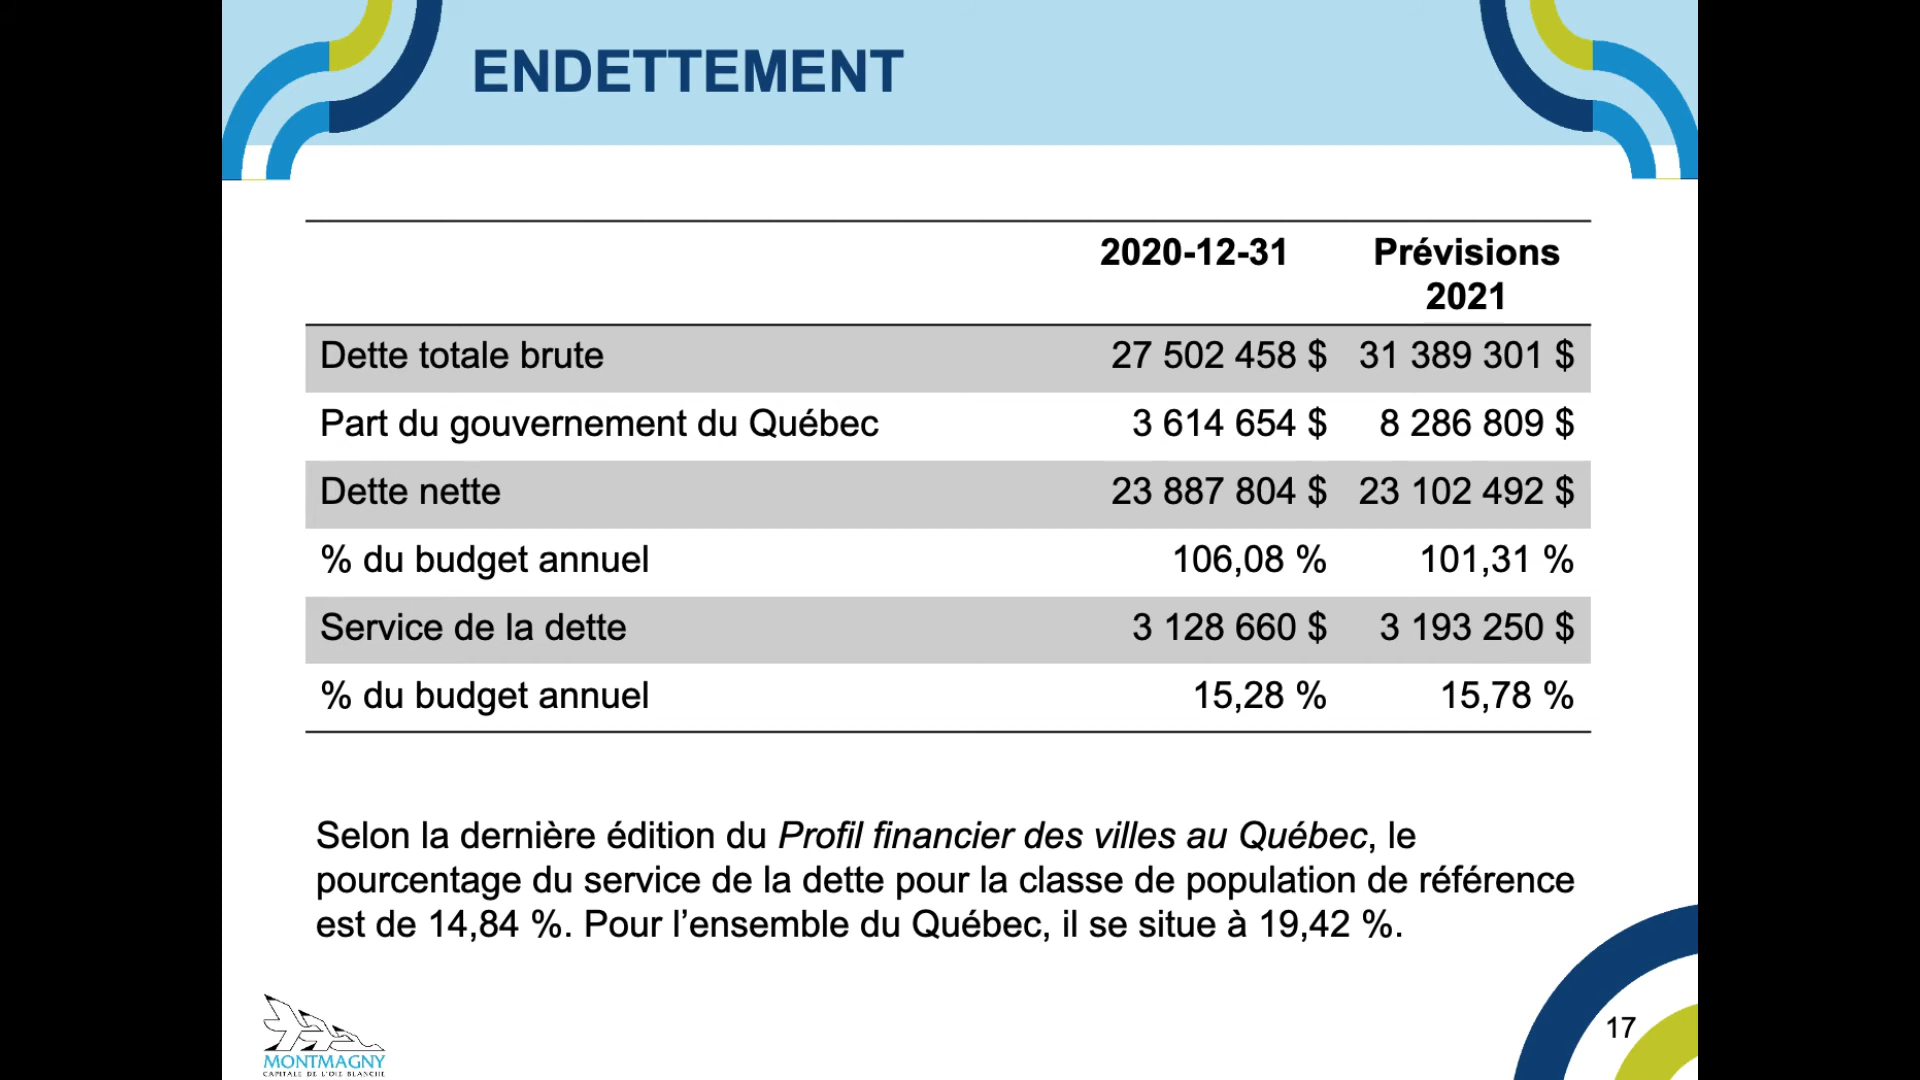 ENDETTEMENT
2020-12-31 Prévisions 2021
Dette totale brute 27 502 458 $ 31 389 301 $
Part du gouvernement du Québec 3 614 654 $ 8 286 809 $
Dette nette 23 887 804 $ 23 102 492 $
% du budget annuel 106,08 % 101,31 %
Service de la dette 3 128 660 $ 3 193 250 $
% du budget annuel 15,28 % 15,78 %
Selon la dernière édition du Profil financier des villes au Québec, le
pourcentage du service de la dette pour la classe de population de référence
est de 14,84 %. Pour l’ensemble du Québec, il se situe à 19,42 %.
MONTMAGNY
CAPITALE DE L'OIE BLANCHE
17